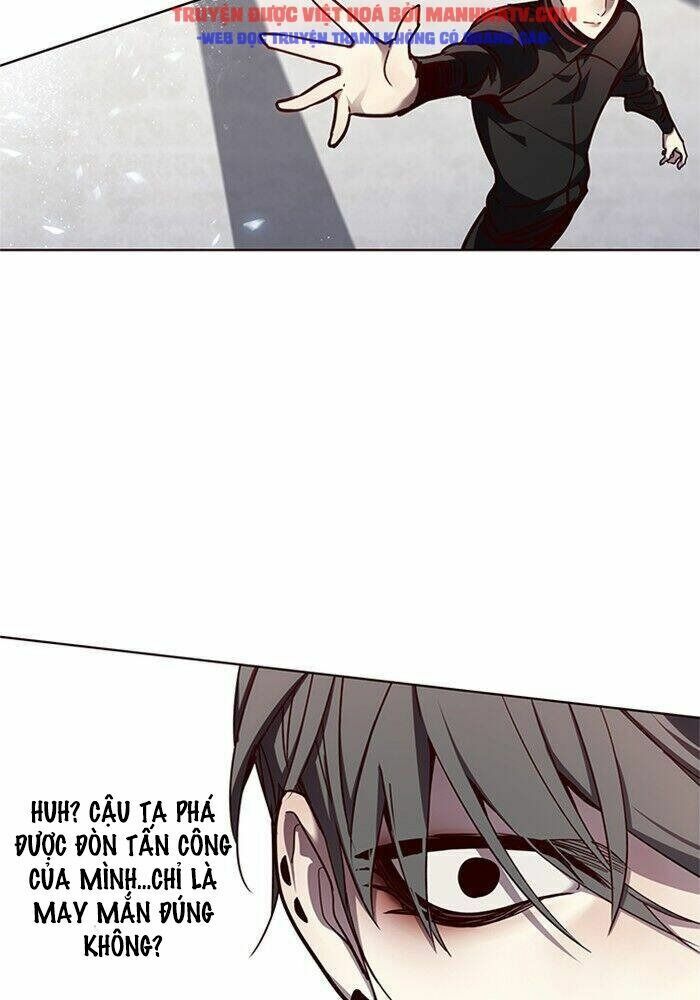 TRUYỆN ĐƯỢC VIỆT HOÁ BỞI MANHUATV.COM
-WEB ĐỌC TRUYỆN TRANH KHÔNG CÓ QUẢNG CÁO-
HUH? CẬU TA PHÁ
ĐƯỢC ĐÒN TẤN CÔNG
CỦA MÌNH...CHỈ LÀ
MAY MẮN ĐÚNG
KHÔNG?